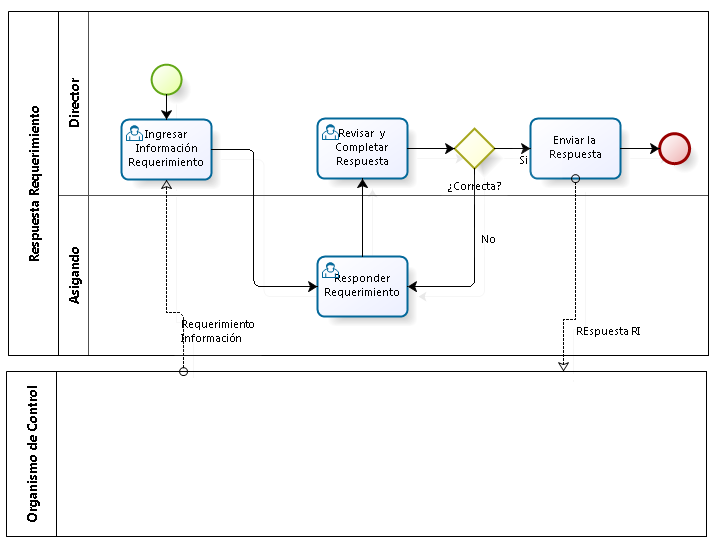 Respuesta Requerimiento
Director
Ingresar
Información
Requerimiento
Revisar y
Completar
Respuesta
¿Correcta?
Si
Enviar la
Respuesta
Asigando
Responder
Requerimiento
No
Requerimiento
Información
REspuesta RI
Organismo de Control